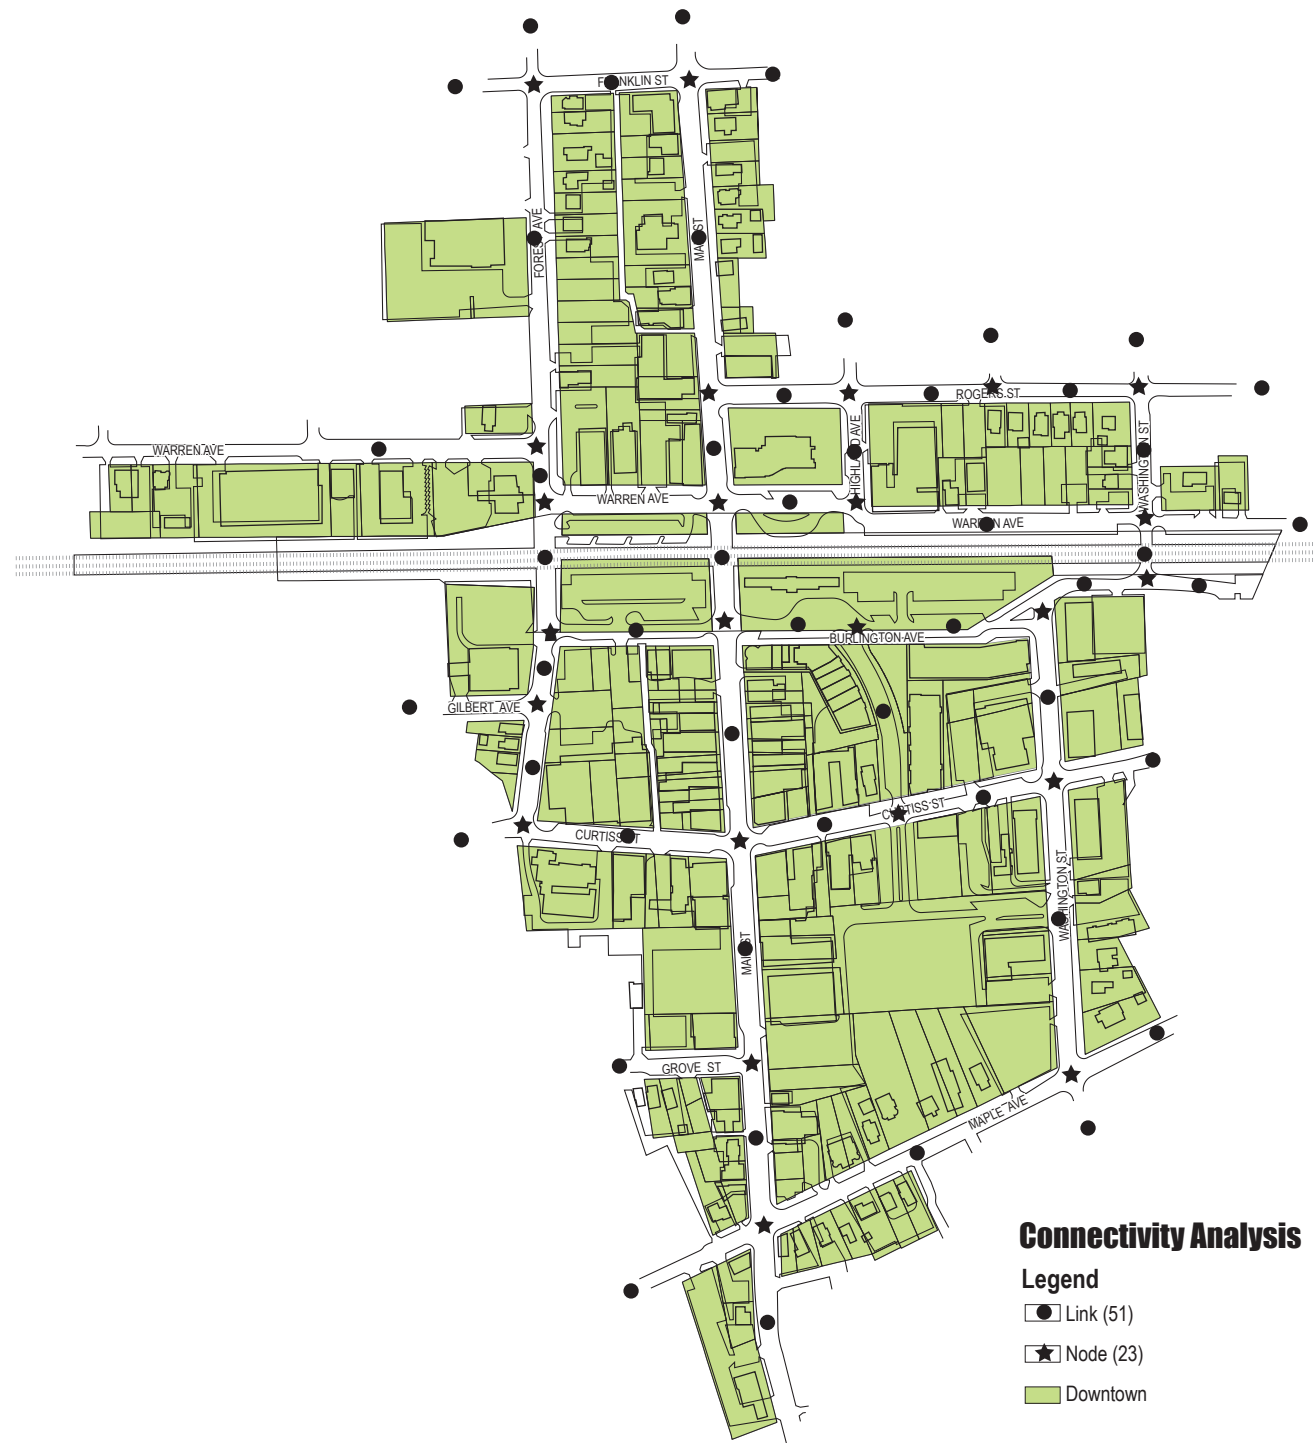 FRANKLIN ST
FOREST AVE
MAIN ST
ROGERS ST
WARREN AVE
HIGHLAND AVE
WASHINGTON ST
WARREN AVE
WARREN AVE
BURLINGTON AVE
GILBERT AVE
CURTISS ST
CURTISS ST
WASHINGTON ST
MAIN ST
GROVE ST
MAPLE AVE
Connectivity Analysis
Legend
Link (51)
Node (23)
Downtown